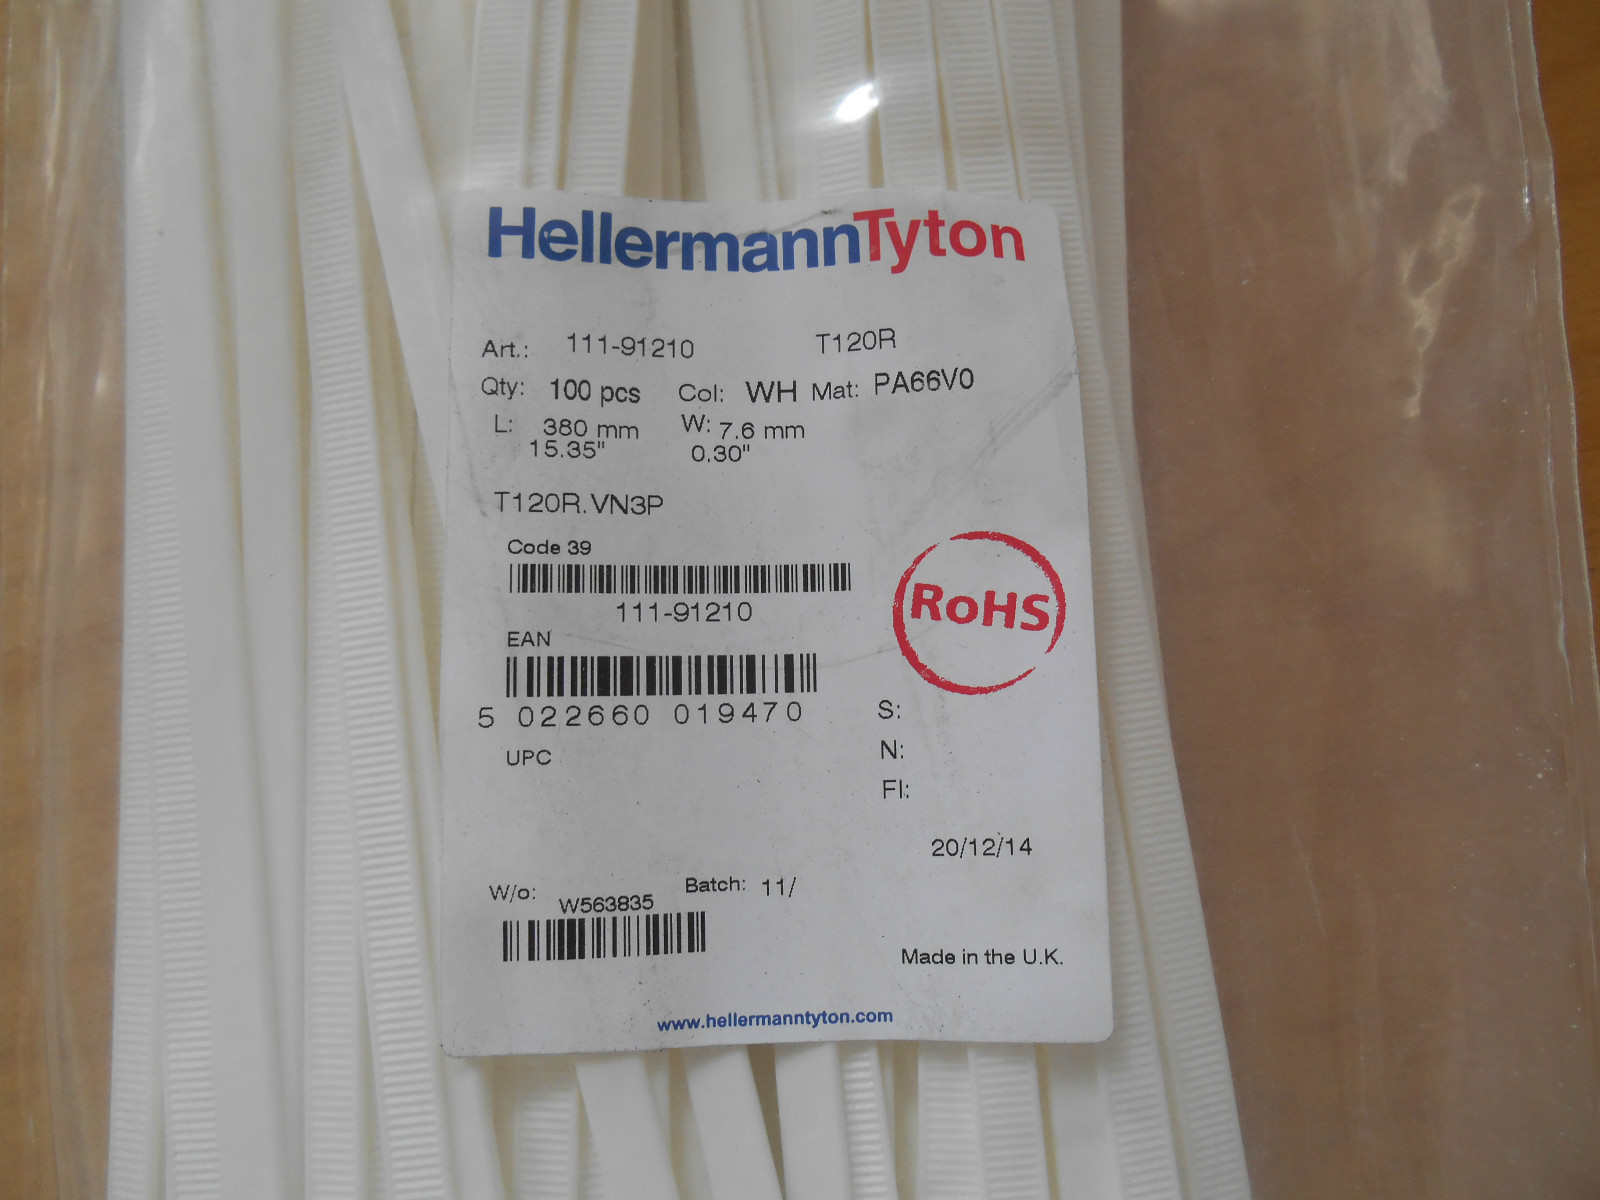 HellermannTyton
Art.: 111-91210 T120R
Qty: 100 pcs Col: WH Mat: PA66V0
L: 380 mm W: 7.6 mm
15.35" 0.30"
T120R.VN3P
Code 39
111-91210
EAN
5 022660 019470
UPC
RoHS
S:
N:
FI:
20/12/14
W/o: W563835 Batch: 11/
Made in the U.K.
www.hellermanntyton.com